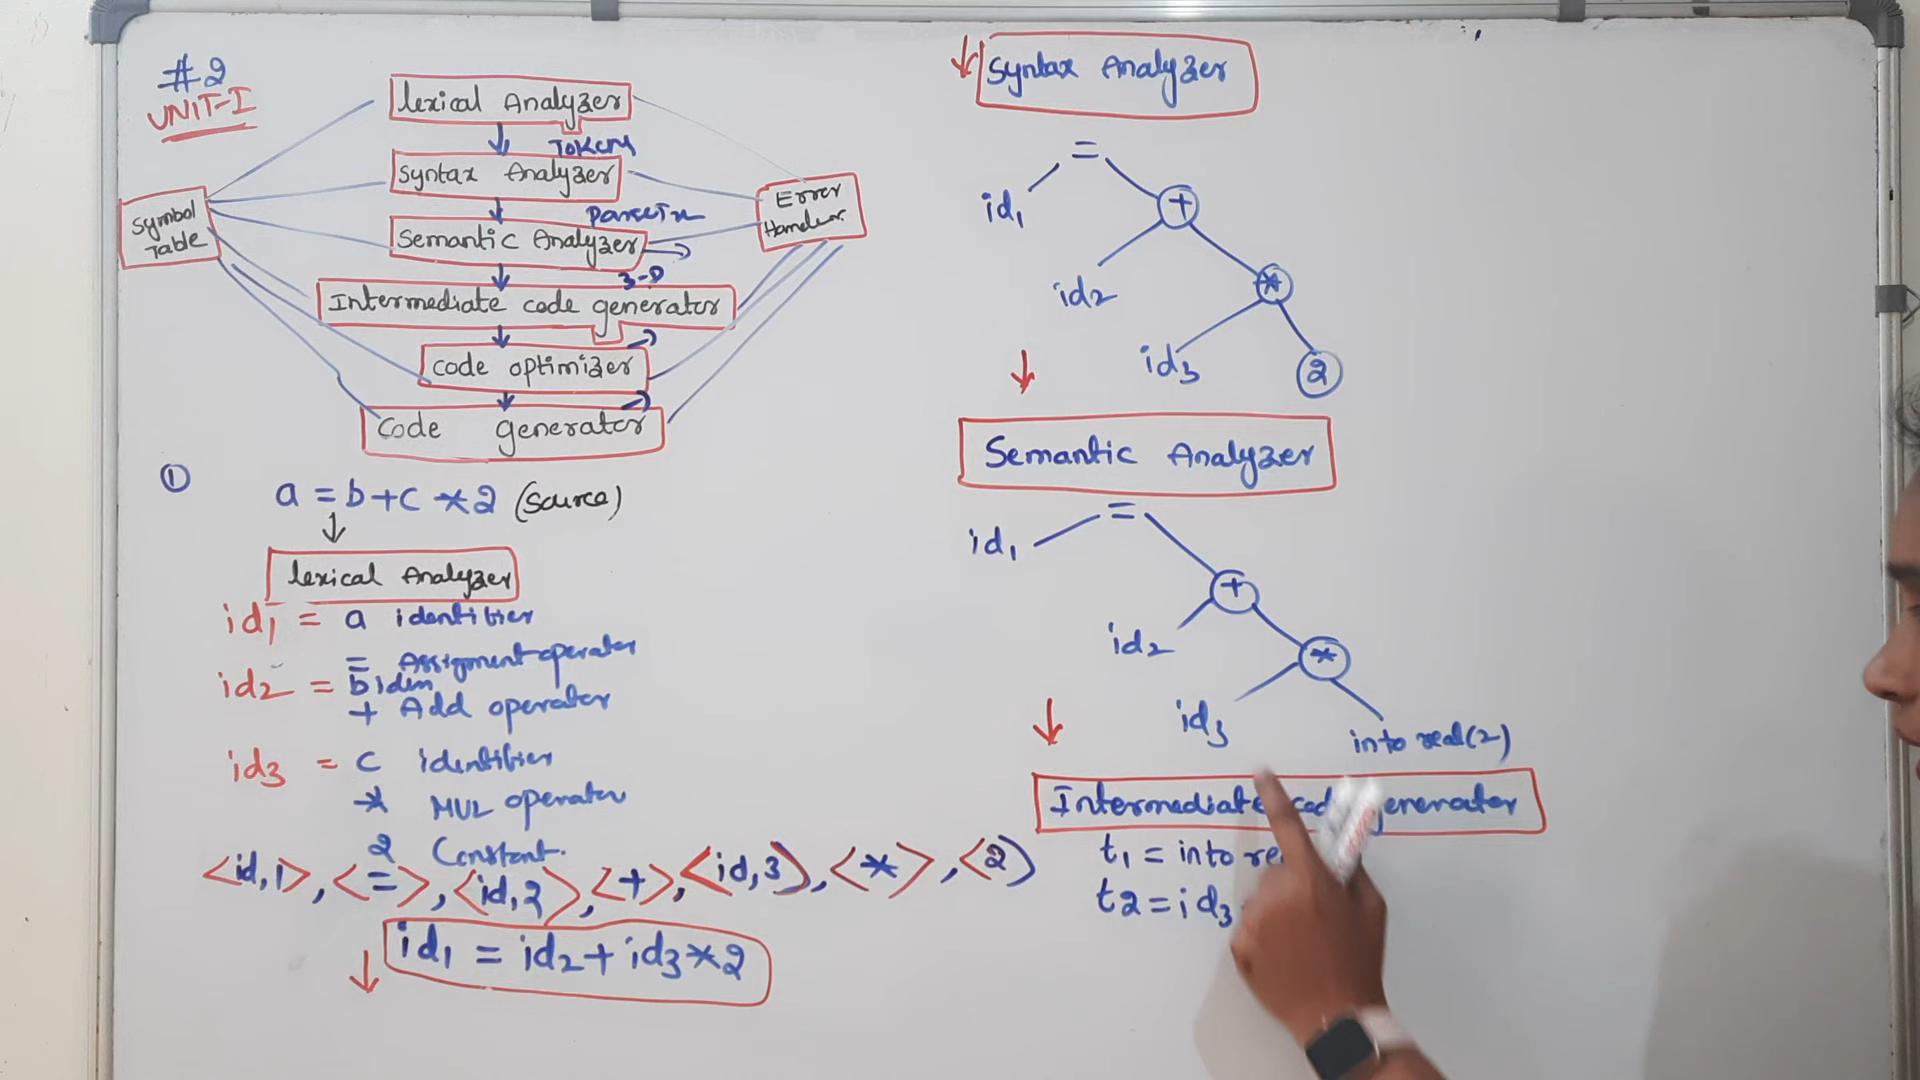 #2
UNIT-I
lexical Analyzer
Tokens
Syntax Analyzer
Symbol Table
Error Handler
Semantic Analyzer
3-A
Intermediate code generator
code optimizer
Code generator
① a = b + c * 2 (Source)
lexical Analyzer
id1 = a identifier
= Assignment operator
id2 = b iden
+ Add operator
id3 = c identifier
* MUL operator
2 Constant.
<id,1>, <=>, <id,2>, <+>, <id,3>, <*>, <2>
id1 = id2 + id3 * 2
Syntax Analyzer
=
id1
+
id2
*
id3
2
Semantic Analyzer
=
id1
+
id2
*
id3
into real(2)
Intermediate code generator
t1 = into
t2 = id3